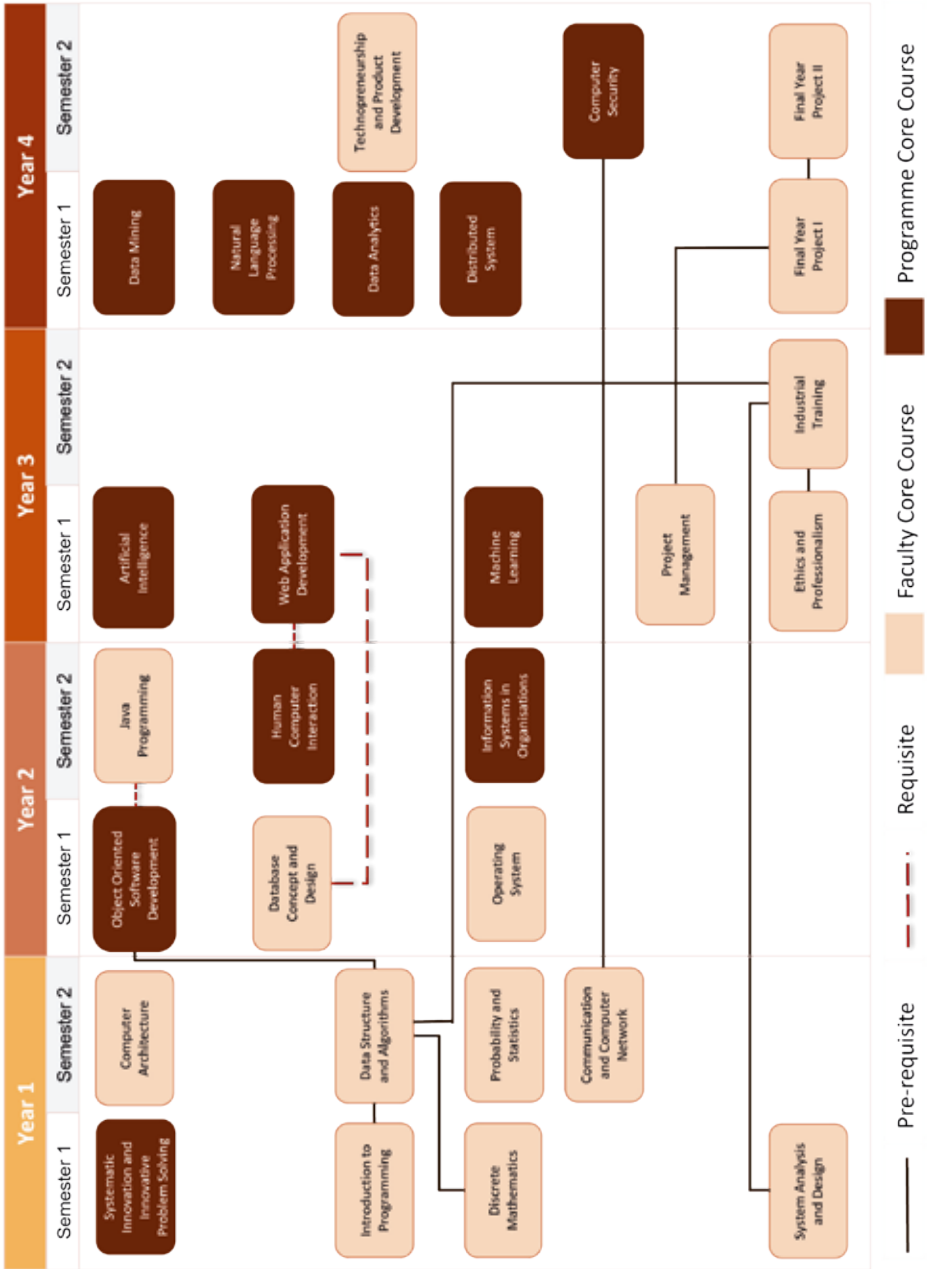 Year 1
Year 2
Year 3
Year 4
Semester 1
Semester 2
Semester 1
Semester 2
Semester 1
Semester 2
Semester 1
Semester 2
Systematic
Innovation and
Innovative
Problem Solving
Computer
Architecture
Object Oriented
Software
Development
Java
Programming
Artificial
Intelligence
Data Mining
Natural
Language
Processing
Database
Concept and
Design
Human
Computer
Interaction
Web Application
Development
Introduction to
Programming
Data Structure
and Algorithms
Data Analytics
Technopreneurship
and Product
Development
Discrete
Mathematics
Probability and
Statistics
Operating
System
Information
Systems in
Organisations
Machine
Learning
Distributed
System
Communication
and Computer
Network
Computer
Security
Project
Management
System Analysis
and Design
Ethics and
Professionalism
Industrial
Training
Final Year
Project I
Final Year
Project II
Pre-requisite
Requisite
Faculty Core Course
Programme Core Course